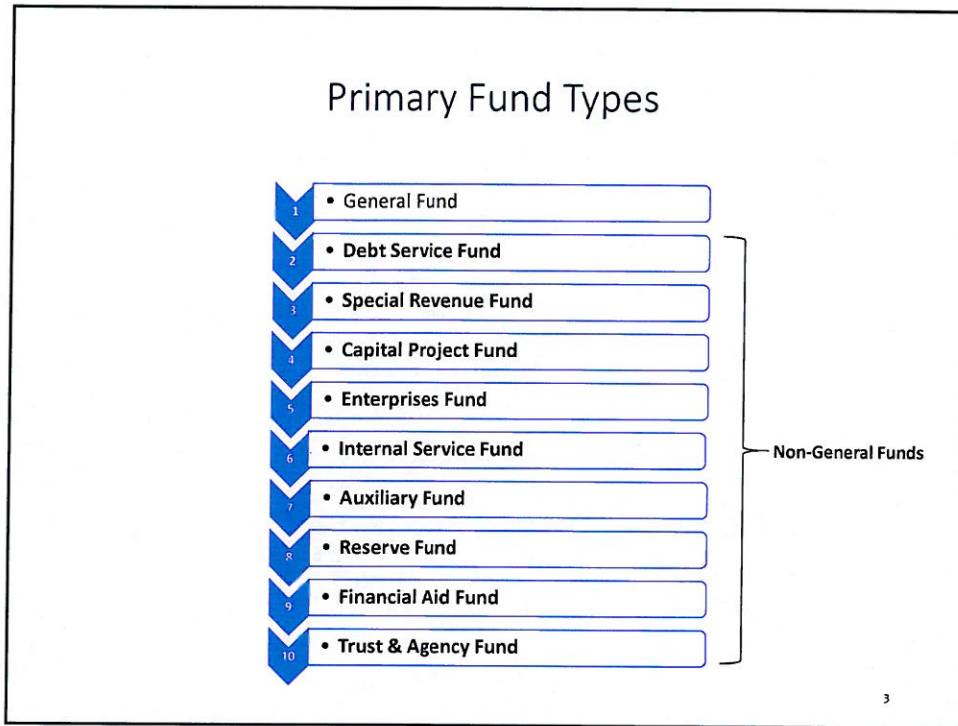 Primary Fund Types
1 • General Fund
2 • Debt Service Fund
3 • Special Revenue Fund
4 • Capital Project Fund
5 • Enterprises Fund
6 • Internal Service Fund
7 • Auxiliary Fund
8 • Reserve Fund
9 • Financial Aid Fund
10 • Trust & Agency Fund
Non-General Funds
3